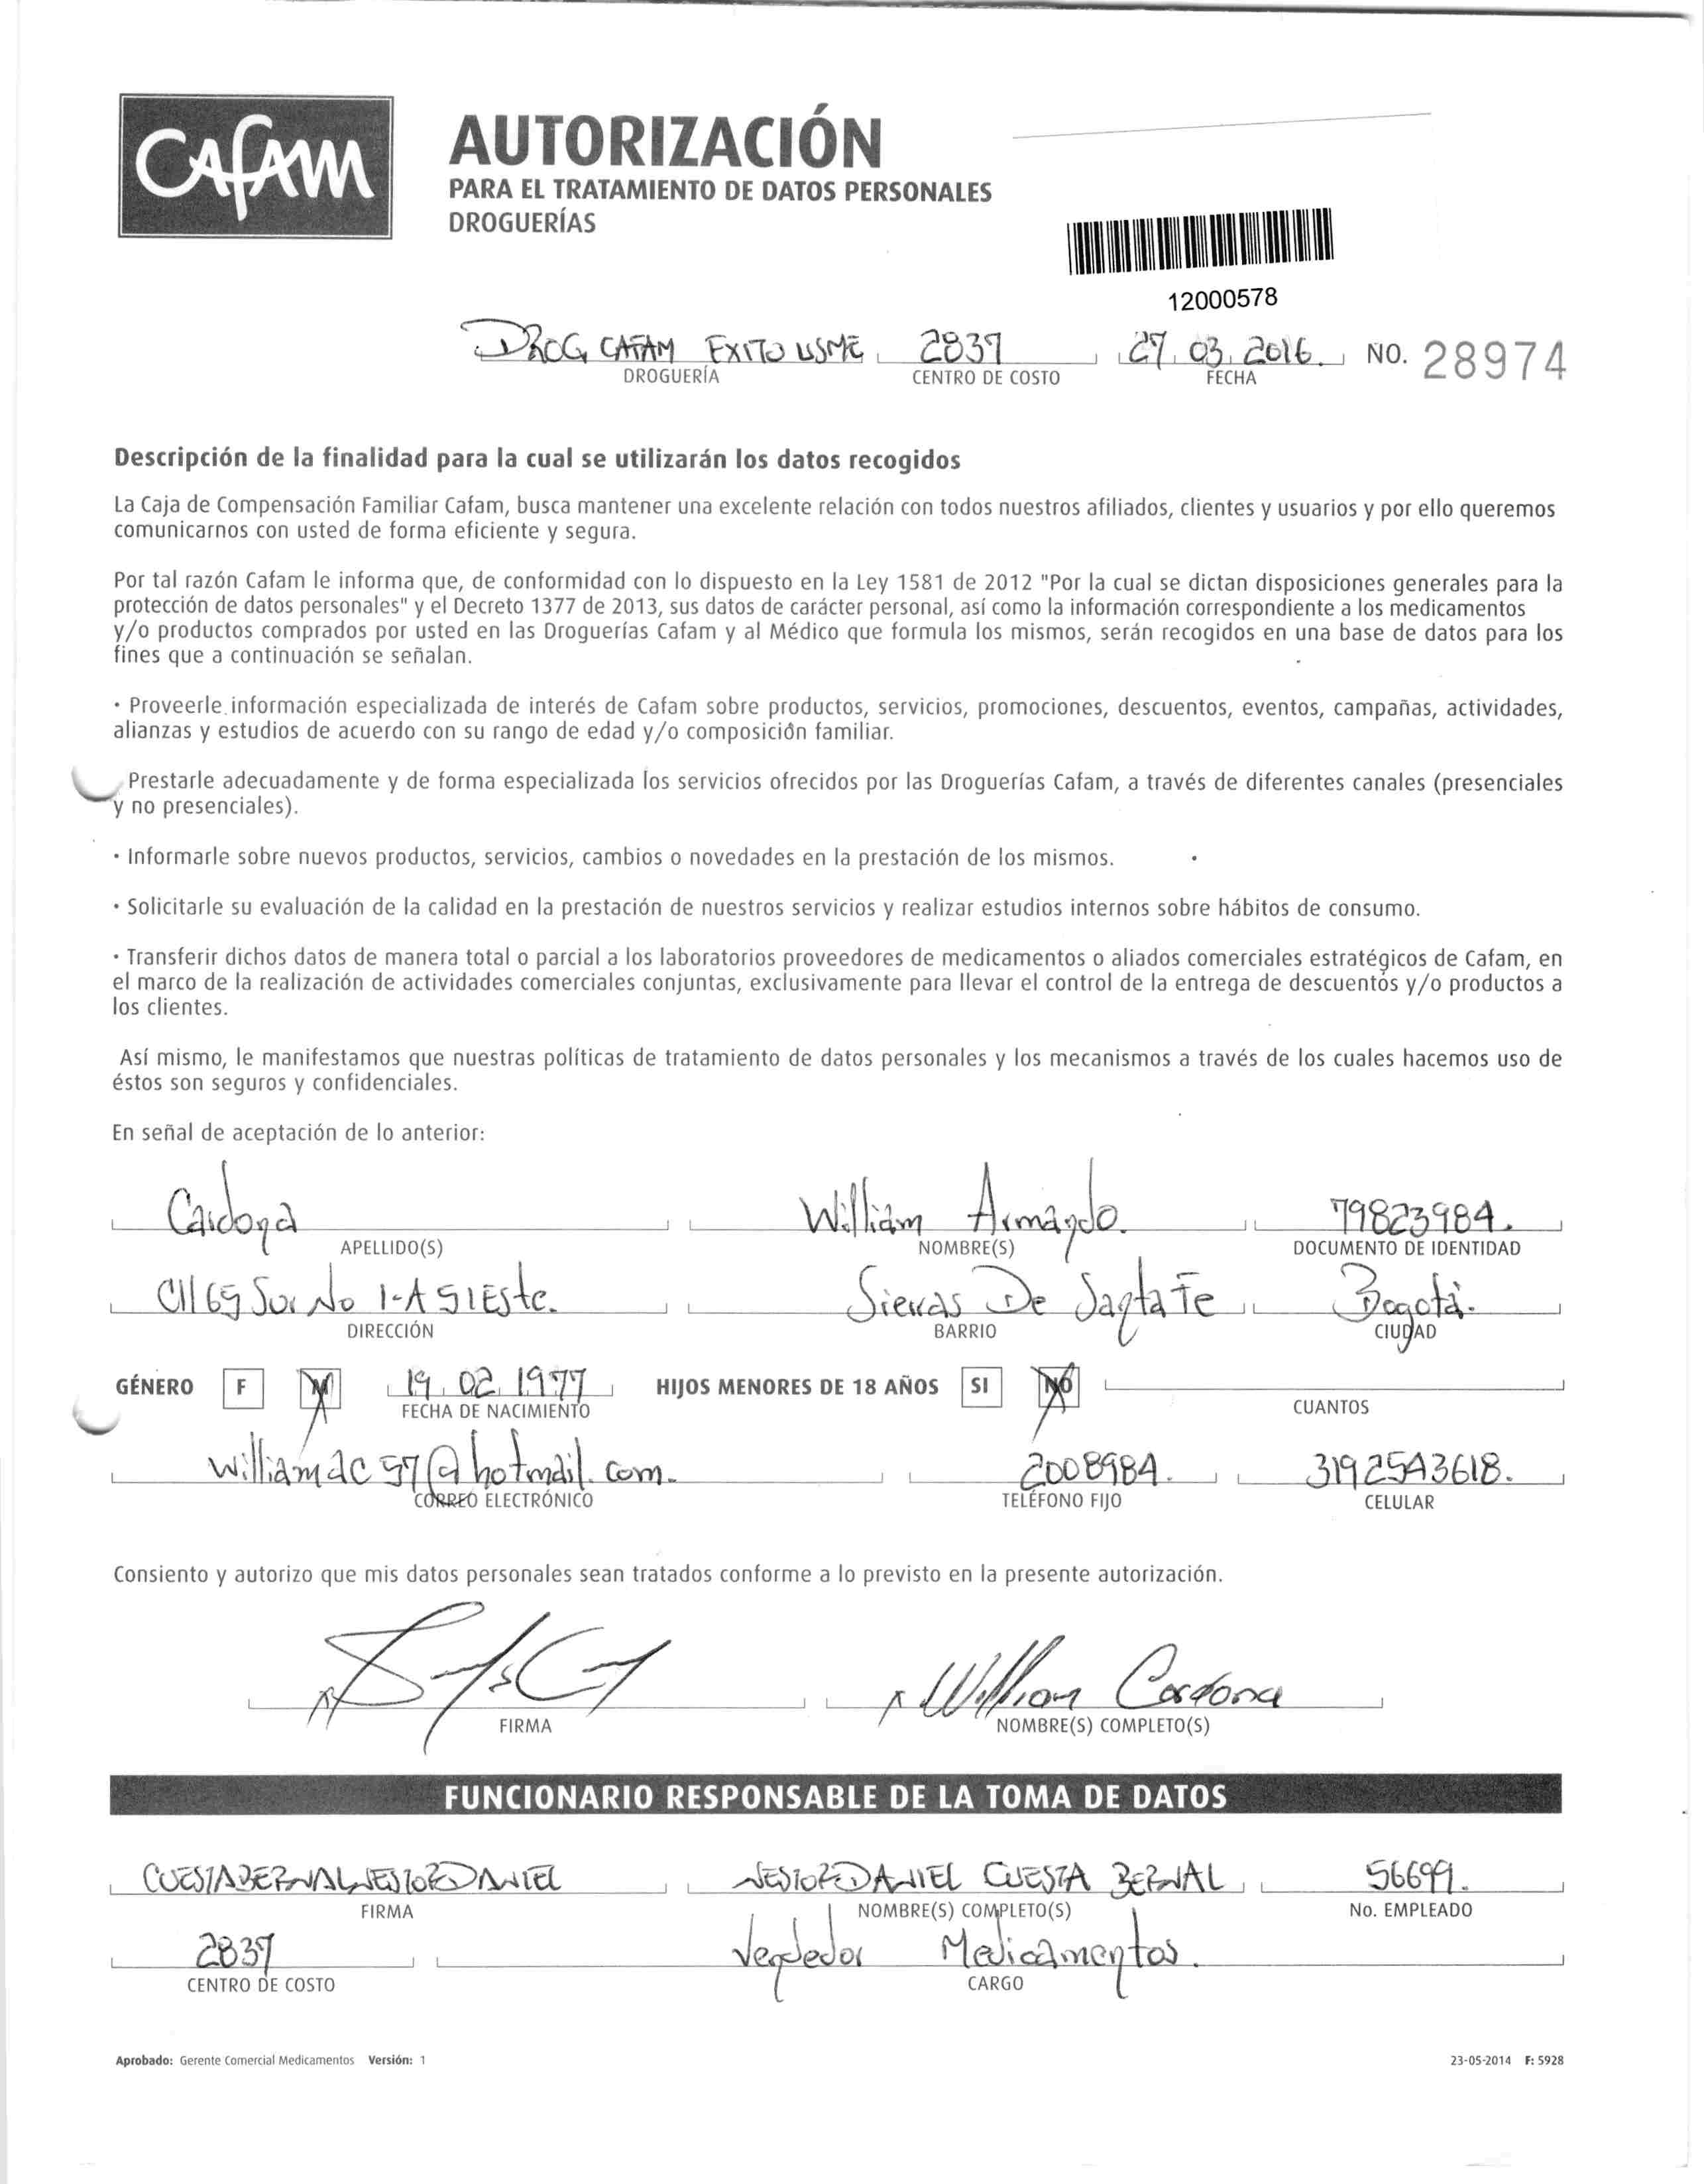 CAFAM
AUTORIZACIÓN
PARA EL TRATAMIENTO DE DATOS PERSONALES
DROGUERÍAS
12000578
DROG CAFAM EXITO USME 2837 27.03.2016. NO. 28974
DROGUERÍA CENTRO DE COSTO FECHA
Descripción de la finalidad para la cual se utilizarán los datos recogidos
La Caja de Compensación Familiar Cafam, busca mantener una excelente relación con todos nuestros afiliados, clientes y usuarios y por ello queremos
comunicarnos con usted de forma eficiente y segura.
Por tal razón Cafam le informa que, de conformidad con lo dispuesto en la Ley 1581 de 2012 "Por la cual se dictan disposiciones generales para la
protección de datos personales" y el Decreto 1377 de 2013, sus datos de carácter personal, así como la información correspondiente a los medicamentos
y/o productos comprados por usted en las Droguerías Cafam y al Médico que formula los mismos, serán recogidos en una base de datos para los
fines que a continuación se señalan.
· Proveerle información especializada de interés de Cafam sobre productos, servicios, promociones, descuentos, eventos, campañas, actividades,
alianzas y estudios de acuerdo con su rango de edad y/o composición familiar.
Prestarle adecuadamente y de forma especializada los servicios ofrecidos por las Droguerías Cafam, a través de diferentes canales (presenciales
y no presenciales).
· Informarle sobre nuevos productos, servicios, cambios o novedades en la prestación de los mismos.
· Solicitarle su evaluación de la calidad en la prestación de nuestros servicios y realizar estudios internos sobre hábitos de consumo.
· Transferir dichos datos de manera total o parcial a los laboratorios proveedores de medicamentos o aliados comerciales estratégicos de Cafam, en
el marco de la realización de actividades comerciales conjuntas, exclusivamente para llevar el control de la entrega de descuentos y/o productos a
los clientes.
Así mismo, le manifestamos que nuestras políticas de tratamiento de datos personales y los mecanismos a través de los cuales hacemos uso de
éstos son seguros y confidenciales.
En señal de aceptación de lo anterior:
Cardona William Armando. 79823984.
APELLIDO(S) NOMBRE(S) DOCUMENTO DE IDENTIDAD
Cll 69 Sur No 1-A 51 Este. Sierras De Santa Fe Bogotá.
DIRECCIÓN BARRIO CIUDAD
GÉNERO F M 19.02.1977 HIJOS MENORES DE 18 AÑOS SI NO
FECHA DE NACIMIENTO CUANTOS
williamac97@hotmail.com. 2008984. 3192543618.
CORREO ELECTRÓNICO TELÉFONO FIJO CELULAR
Consiento y autorizo que mis datos personales sean tratados conforme a lo previsto en la presente autorización.
William Cardona
FIRMA NOMBRE(S) COMPLETO(S)
FUNCIONARIO RESPONSABLE DE LA TOMA DE DATOS
CUESTA BERNAL NESTOR DANIEL NESTOR DANIEL CUESTA BERNAL 56699.
FIRMA NOMBRE(S) COMPLETO(S) No. EMPLEADO
2837 Vendedor Medicamentos.
CENTRO DE COSTO CARGO
Aprobado: Gerente Comercial Medicamentos Versión: 1 23-05-2014 F: 5928